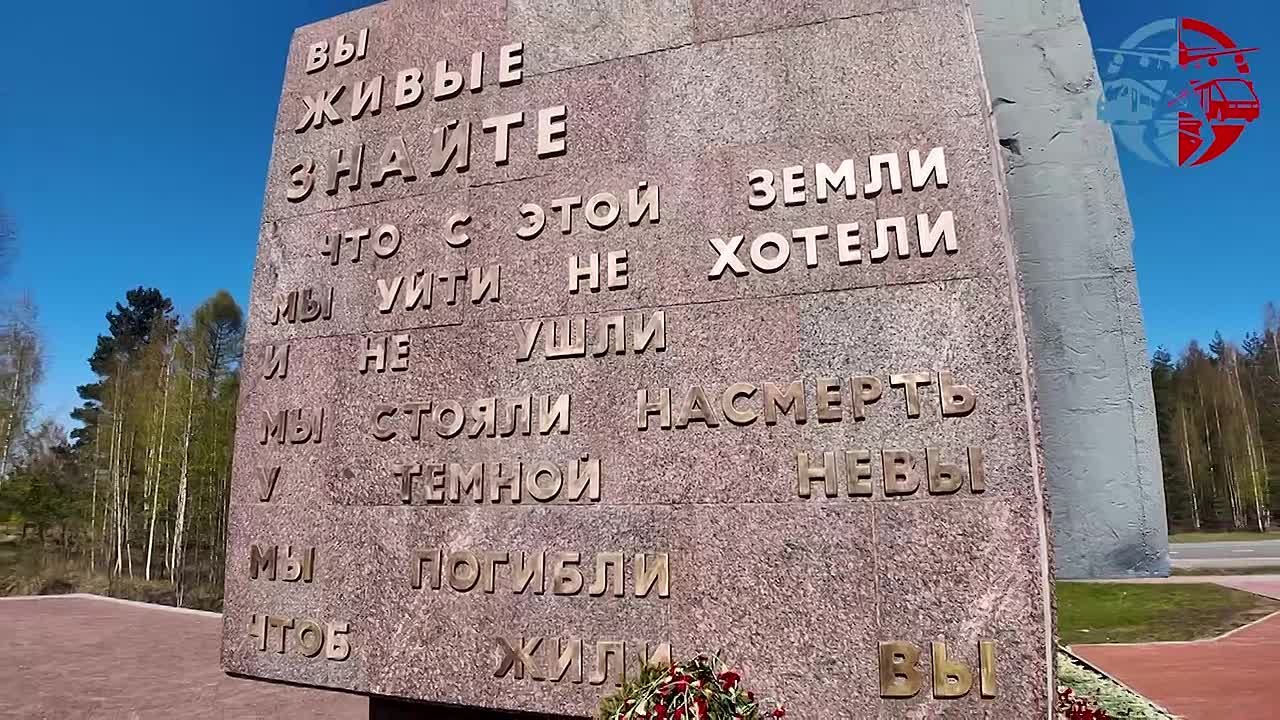 ВЫ
ЖИВЫЕ
ЗНАЙТЕ
ЧТО С ЭТОЙ ЗЕМЛИ
МЫ УЙТИ НЕ ХОТЕЛИ
И НЕ УШЛИ
МЫ СТОЯЛИ НАСМЕРТЬ
У ТЕМНОЙ НЕВЫ
МЫ ПОГИБЛИ
ЧТОБ ЖИЛИ ВЫ